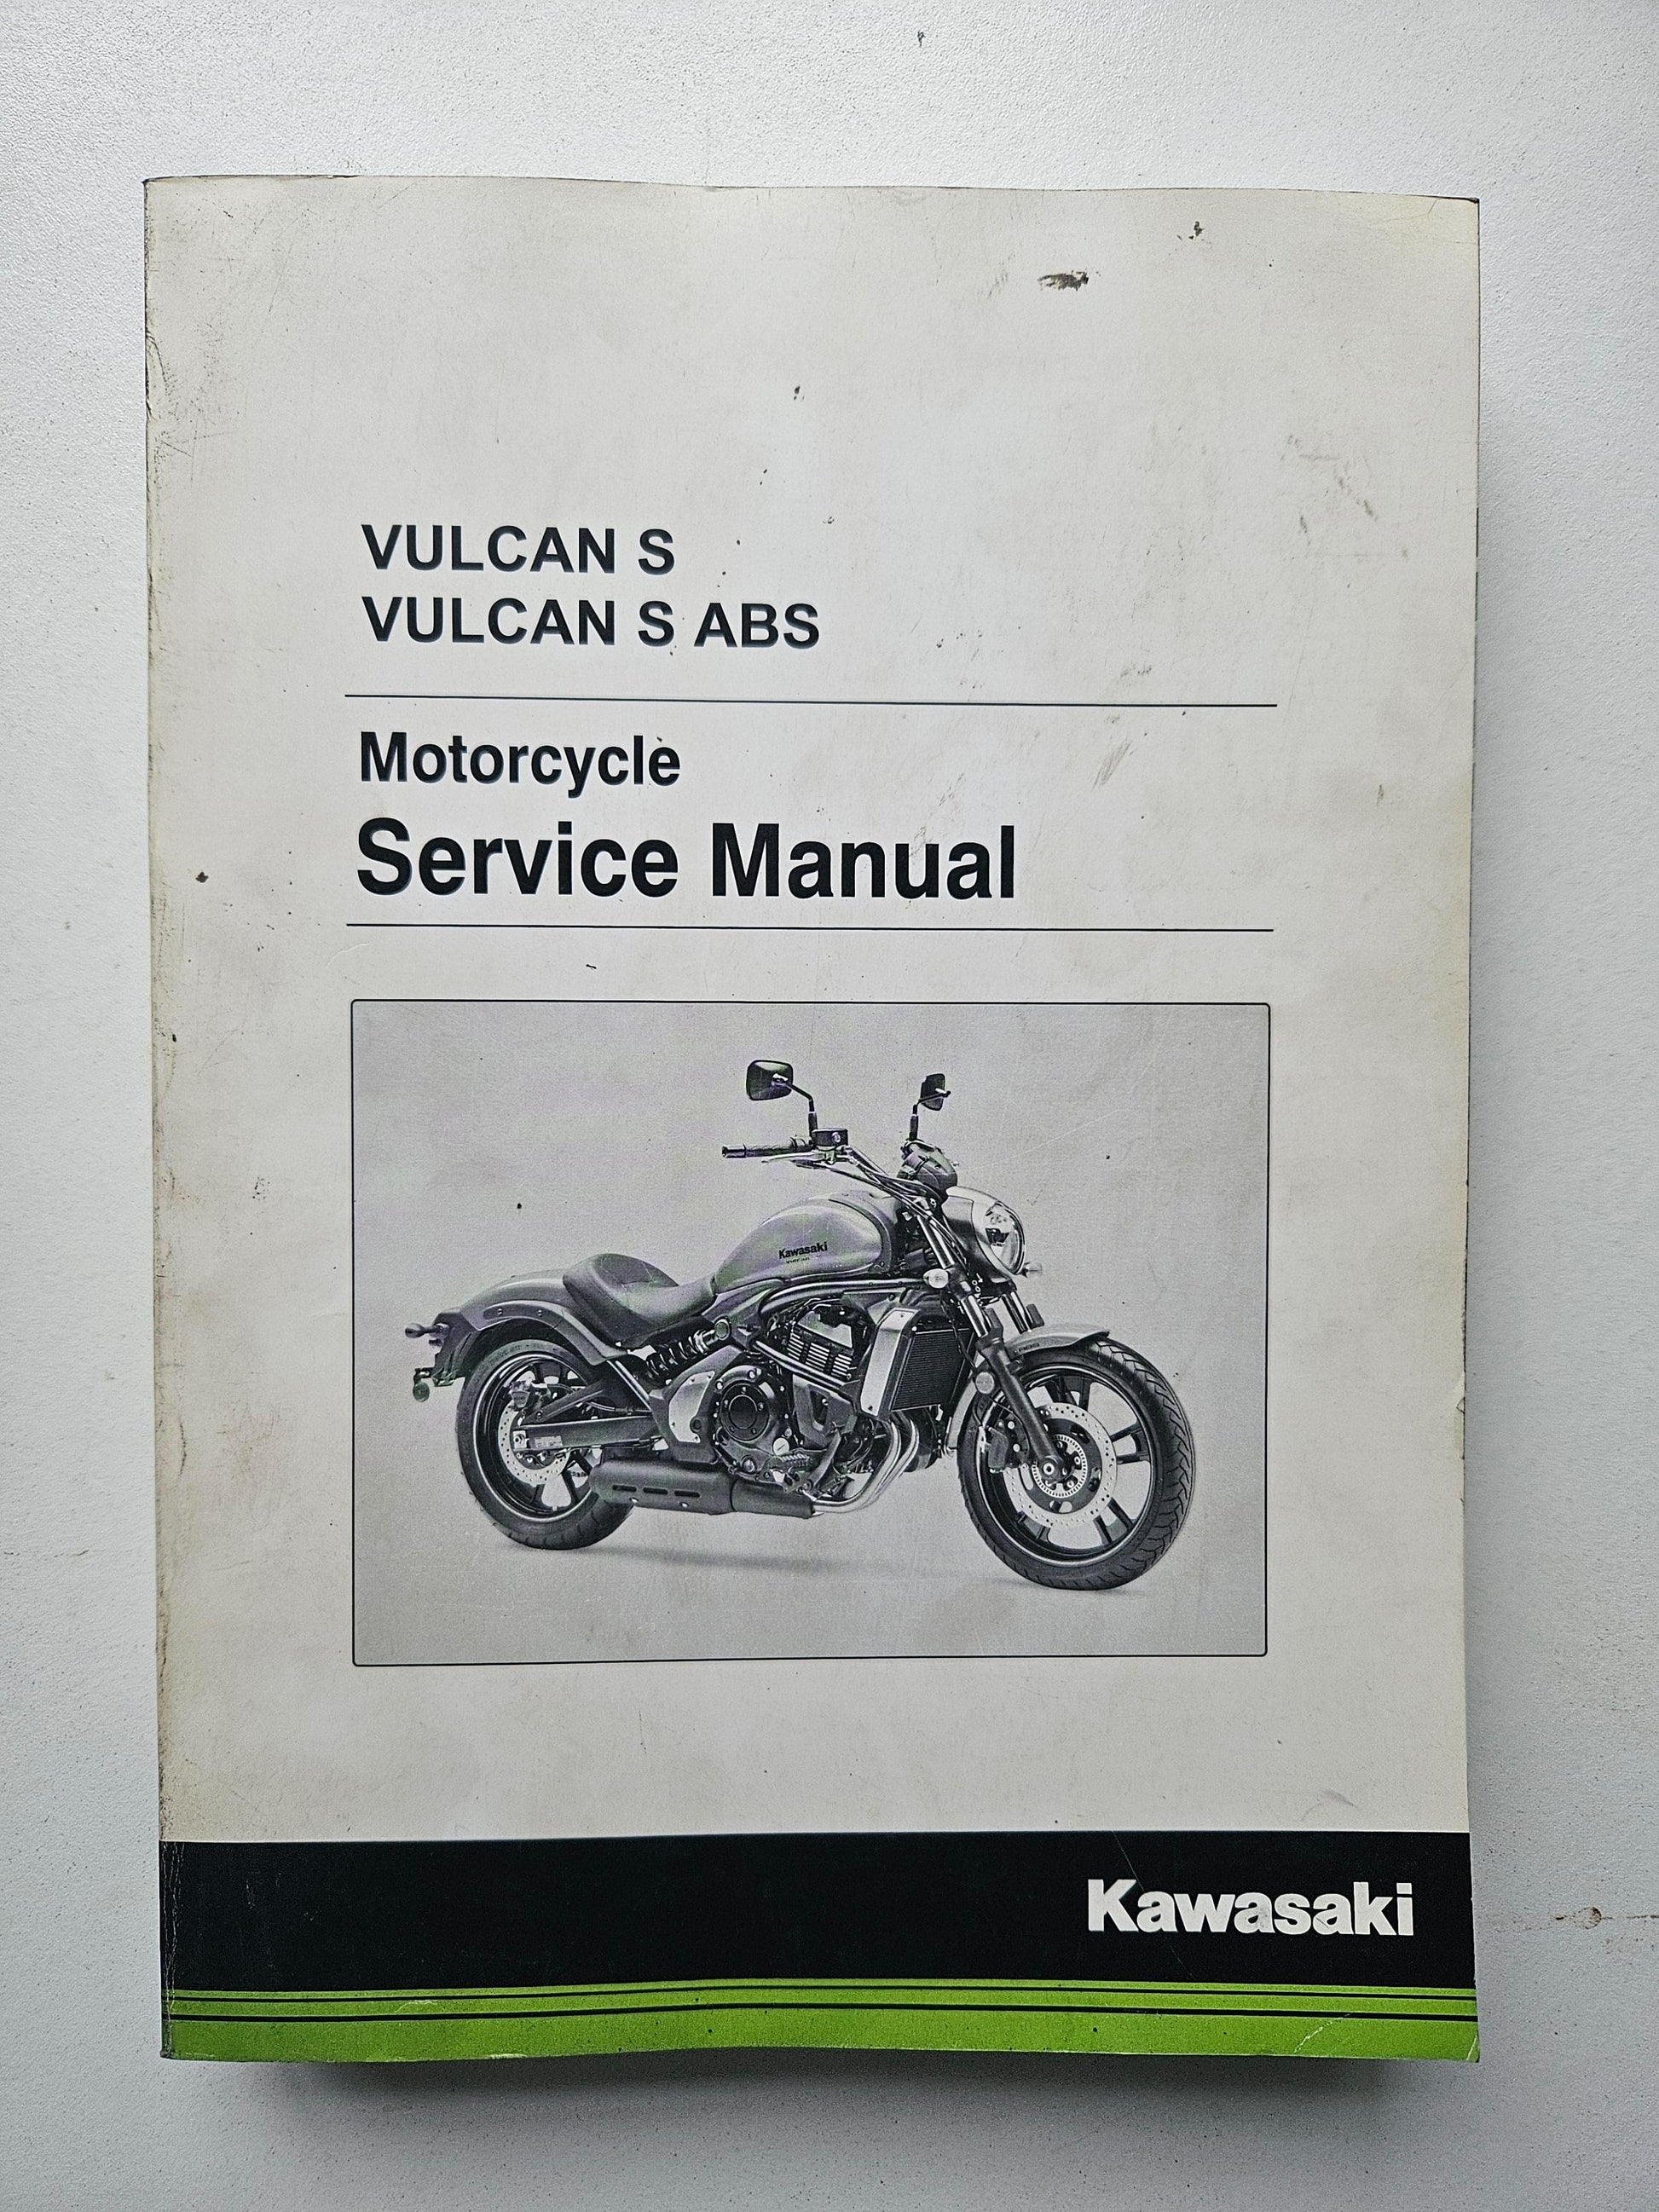 VULCAN S
VULCAN S ABS
Motorcycle
Service Manual
Kawasaki
Kawasaki